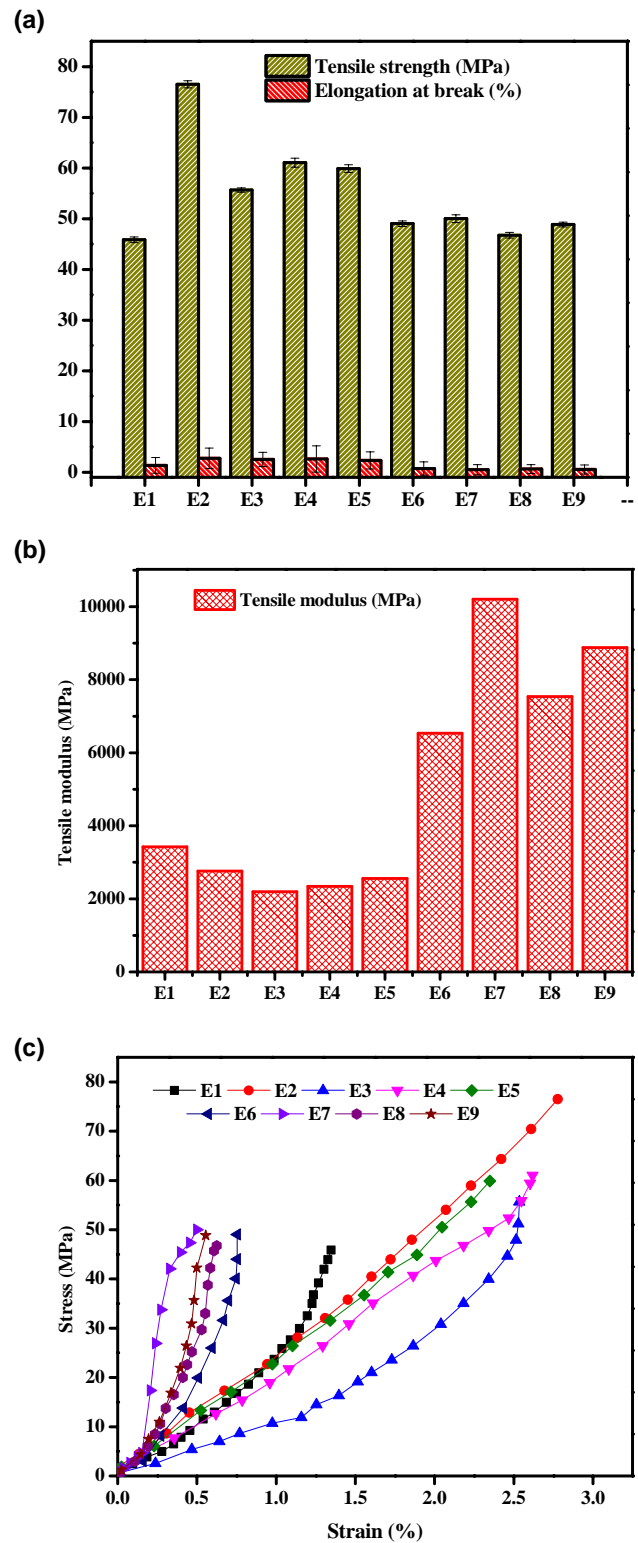 (a)
80
70
60
50
40
30
20
10
0
Tensile strength (MPa)
Elongation at break (%)
E1 E2 E3 E4 E5 E6 E7 E8 E9 --
(b)
10000
8000
6000
4000
2000
0
Tensile modulus (MPa)
Tensile modulus (MPa)
E1 E2 E3 E4 E5 E6 E7 E8 E9
(c)
80
70
60
50
40
30
20
10
0
Stress (MPa)
E1 E2 E3 E4 E5
E6 E7 E8 E9
0.0 0.5 1.0 1.5 2.0 2.5 3.0
Strain (%)